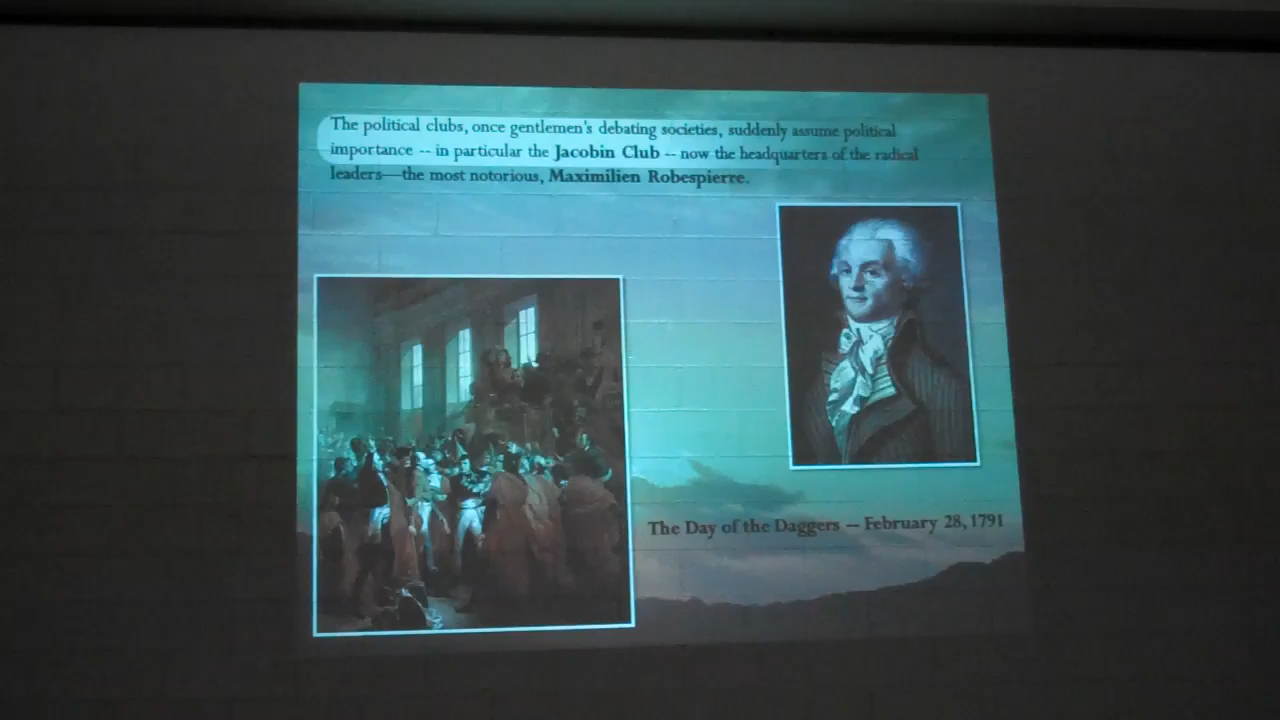 The political clubs, once gentlemen's debating societies, suddenly assume political
importance -- in particular the Jacobin Club -- now the headquarters of the radical
leaders—the most notorious, Maximilien Robespierre.
The Day of the Daggers – February 28, 1791